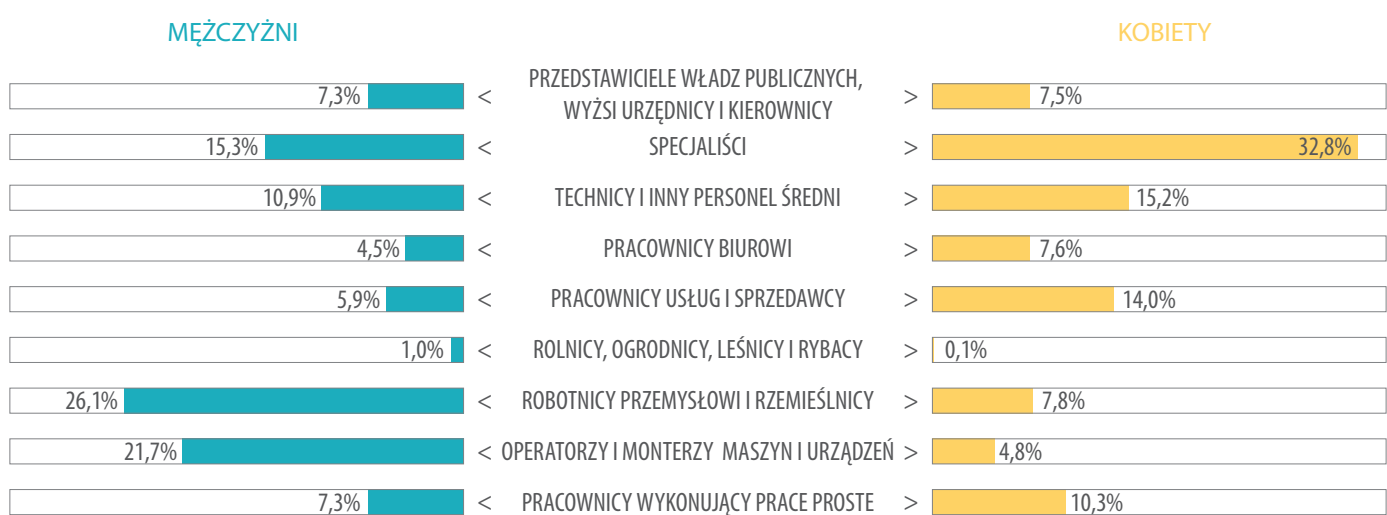 MĘŻCZYŻNI KOBIETY
PRZEDSTAWICIELE WŁADZ PUBLICZNYCH,
7,3% < WYŻSI URZĘDNICY I KIEROWNICY > 7,5%
15,3% < SPECJALIŚCI > 32,8%
10,9% < TECHNICY I INNY PERSONEL ŚREDNI > 15,2%
4,5% < PRACOWNICY BIUROWI > 7,6%
5,9% < PRACOWNICY USŁUG I SPRZEDAWCY > 14,0%
1,0% < ROLNICY, OGRODNICY, LEŚNICY I RYBACY > 0,1%
26,1% < ROBOTNICY PRZEMYSŁOWI I RZEMIEŚLNICY > 7,8%
21,7% < OPERATORZY I MONTERZY MASZYN I URZĄDZEŃ > 4,8%
7,3% < PRACOWNICY WYKONUJĄCY PRACE PROSTE > 10,3%